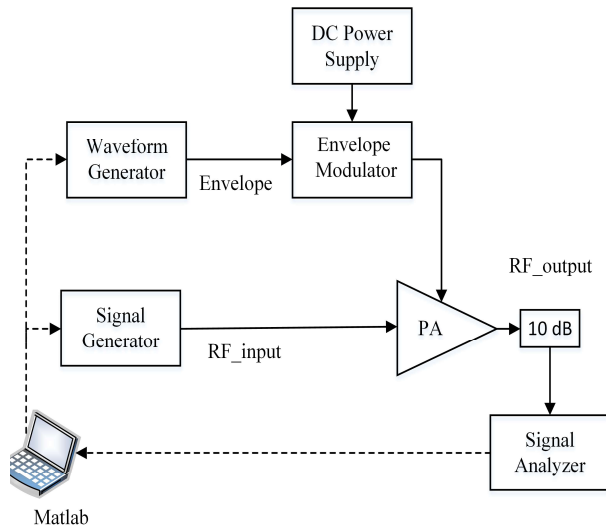 DC Power
Supply
Waveform
Generator
Envelope
Envelope
Modulator
RF_output
Signal
Generator
RF_input
PA
10 dB
Signal
Analyzer
Matlab